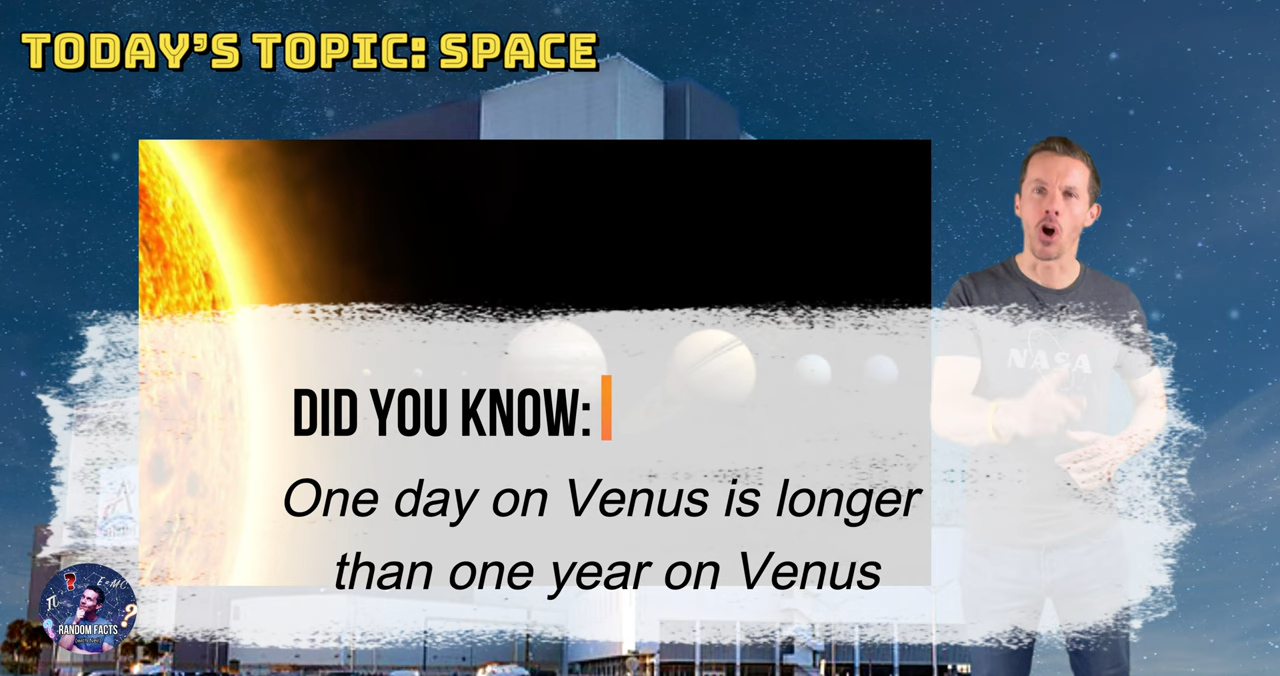 TODAY'S TOPIC: SPACE
NASA
DID YOU KNOW:
One day on Venus is longer
than one year on Venus
E=MC
π
?
?
RANDOM FACTS